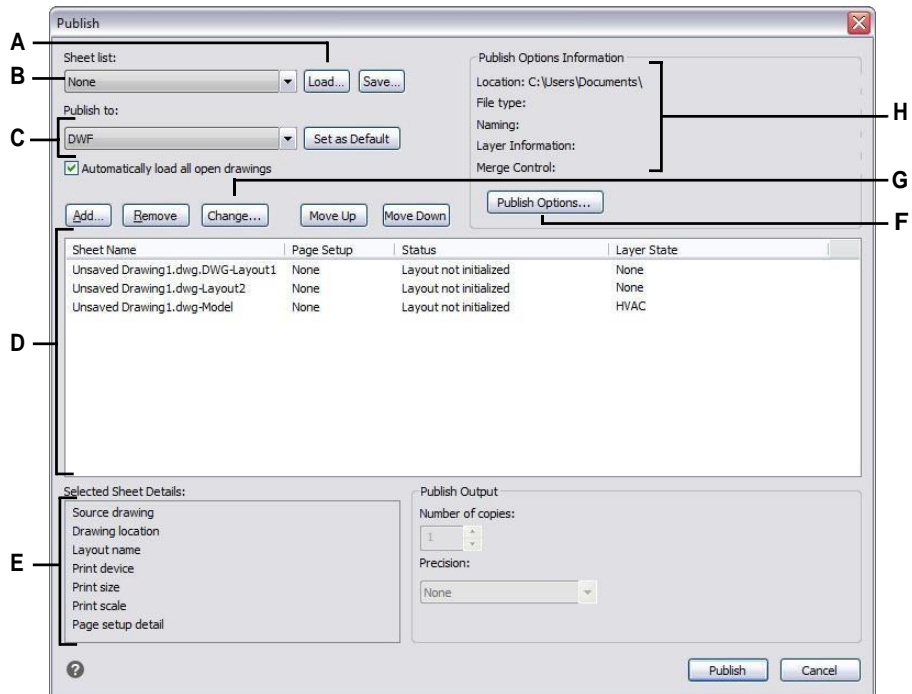 Publish
A
Sheet list:
B
None
Load...
Save...
Publish Options Information
Location: C:\Users\Documents\
File type:
Naming:
Layer Information:
Merge Control:
H
Publish to:
C
DWF
Set as Default
Automatically load all open drawings
G
Publish Options...
F
Add...
Remove
Change...
Move Up
Move Down
Sheet Name Page Setup Status Layer State
Unsaved Drawing1.dwg.DWG-Layout1 None Layout not initialized None
Unsaved Drawing1.dwg-Layout2 None Layout not initialized None
Unsaved Drawing1.dwg-Model None Layout not initialized HVAC
D
Selected Sheet Details:
Source drawing
Drawing location
Layout name
Print device
Print size
Print scale
Page setup detail
E
Publish Output
Number of copies:
1
Precision:
None
?
Publish
Cancel